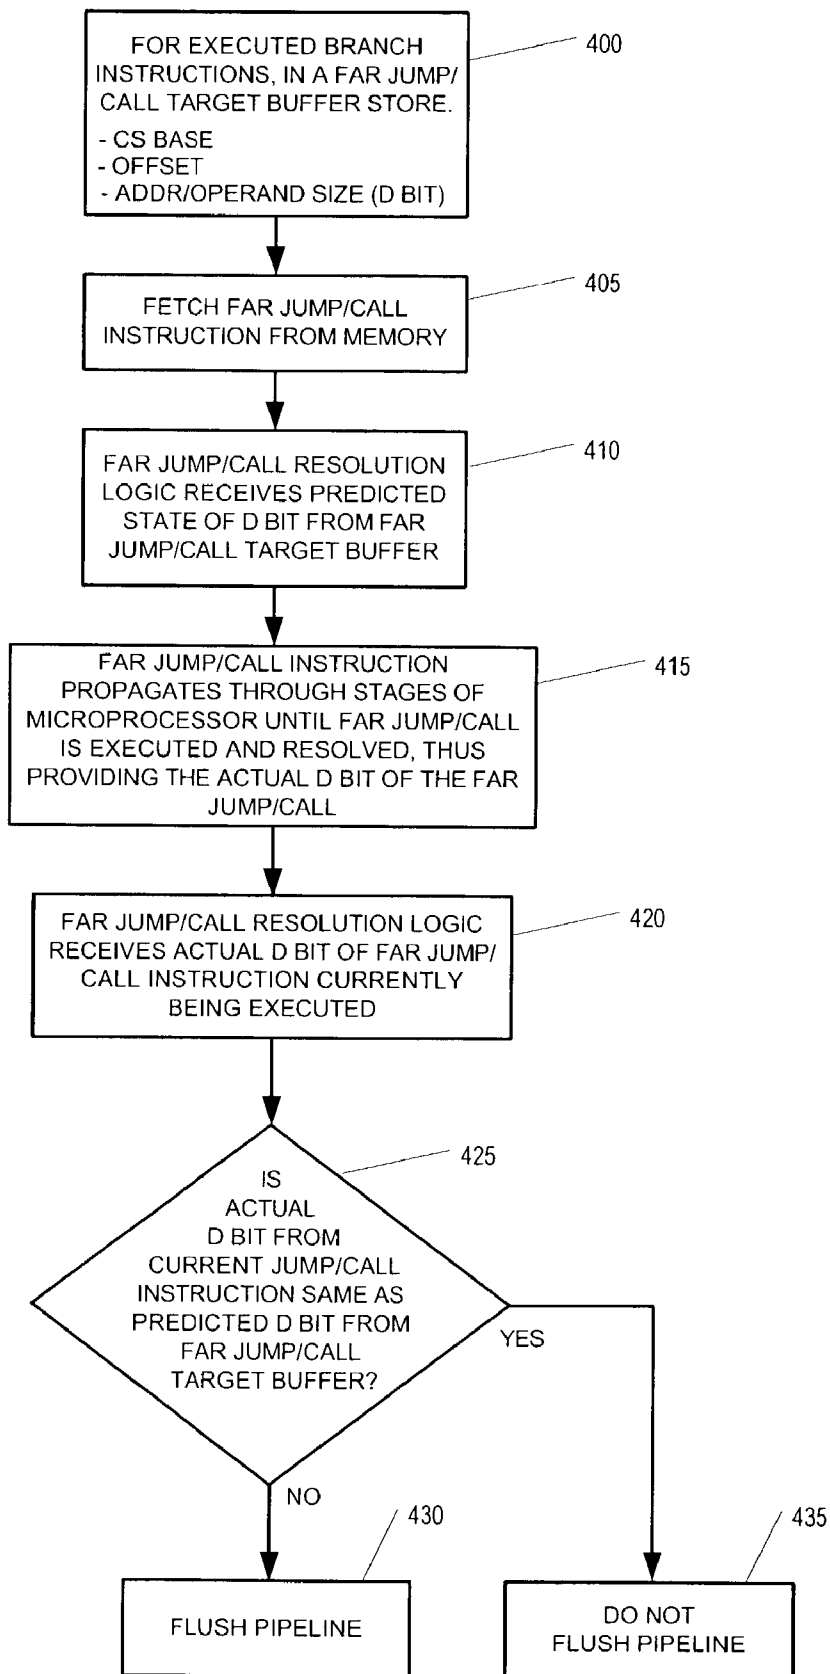 FOR EXECUTED BRANCH
INSTRUCTIONS, IN A FAR JUMP/
CALL TARGET BUFFER STORE.
- CS BASE
- OFFSET
- ADDR/OPERAND SIZE (D BIT)
400
FETCH FAR JUMP/CALL
INSTRUCTION FROM MEMORY
405
FAR JUMP/CALL RESOLUTION
LOGIC RECEIVES PREDICTED
STATE OF D BIT FROM FAR
JUMP/CALL TARGET BUFFER
410
FAR JUMP/CALL INSTRUCTION
PROPAGATES THROUGH STAGES OF
MICROPROCESSOR UNTIL FAR JUMP/CALL
IS EXECUTED AND RESOLVED, THUS
PROVIDING THE ACTUAL D BIT OF THE FAR
JUMP/CALL
415
FAR JUMP/CALL RESOLUTION LOGIC
RECEIVES ACTUAL D BIT OF FAR JUMP/
CALL INSTRUCTION CURRENTLY
BEING EXECUTED
420
IS
ACTUAL
D BIT FROM
CURRENT JUMP/CALL
INSTRUCTION SAME AS
PREDICTED D BIT FROM
FAR JUMP/CALL
TARGET BUFFER?
425
YES
NO
430
435
FLUSH PIPELINE
DO NOT
FLUSH PIPELINE